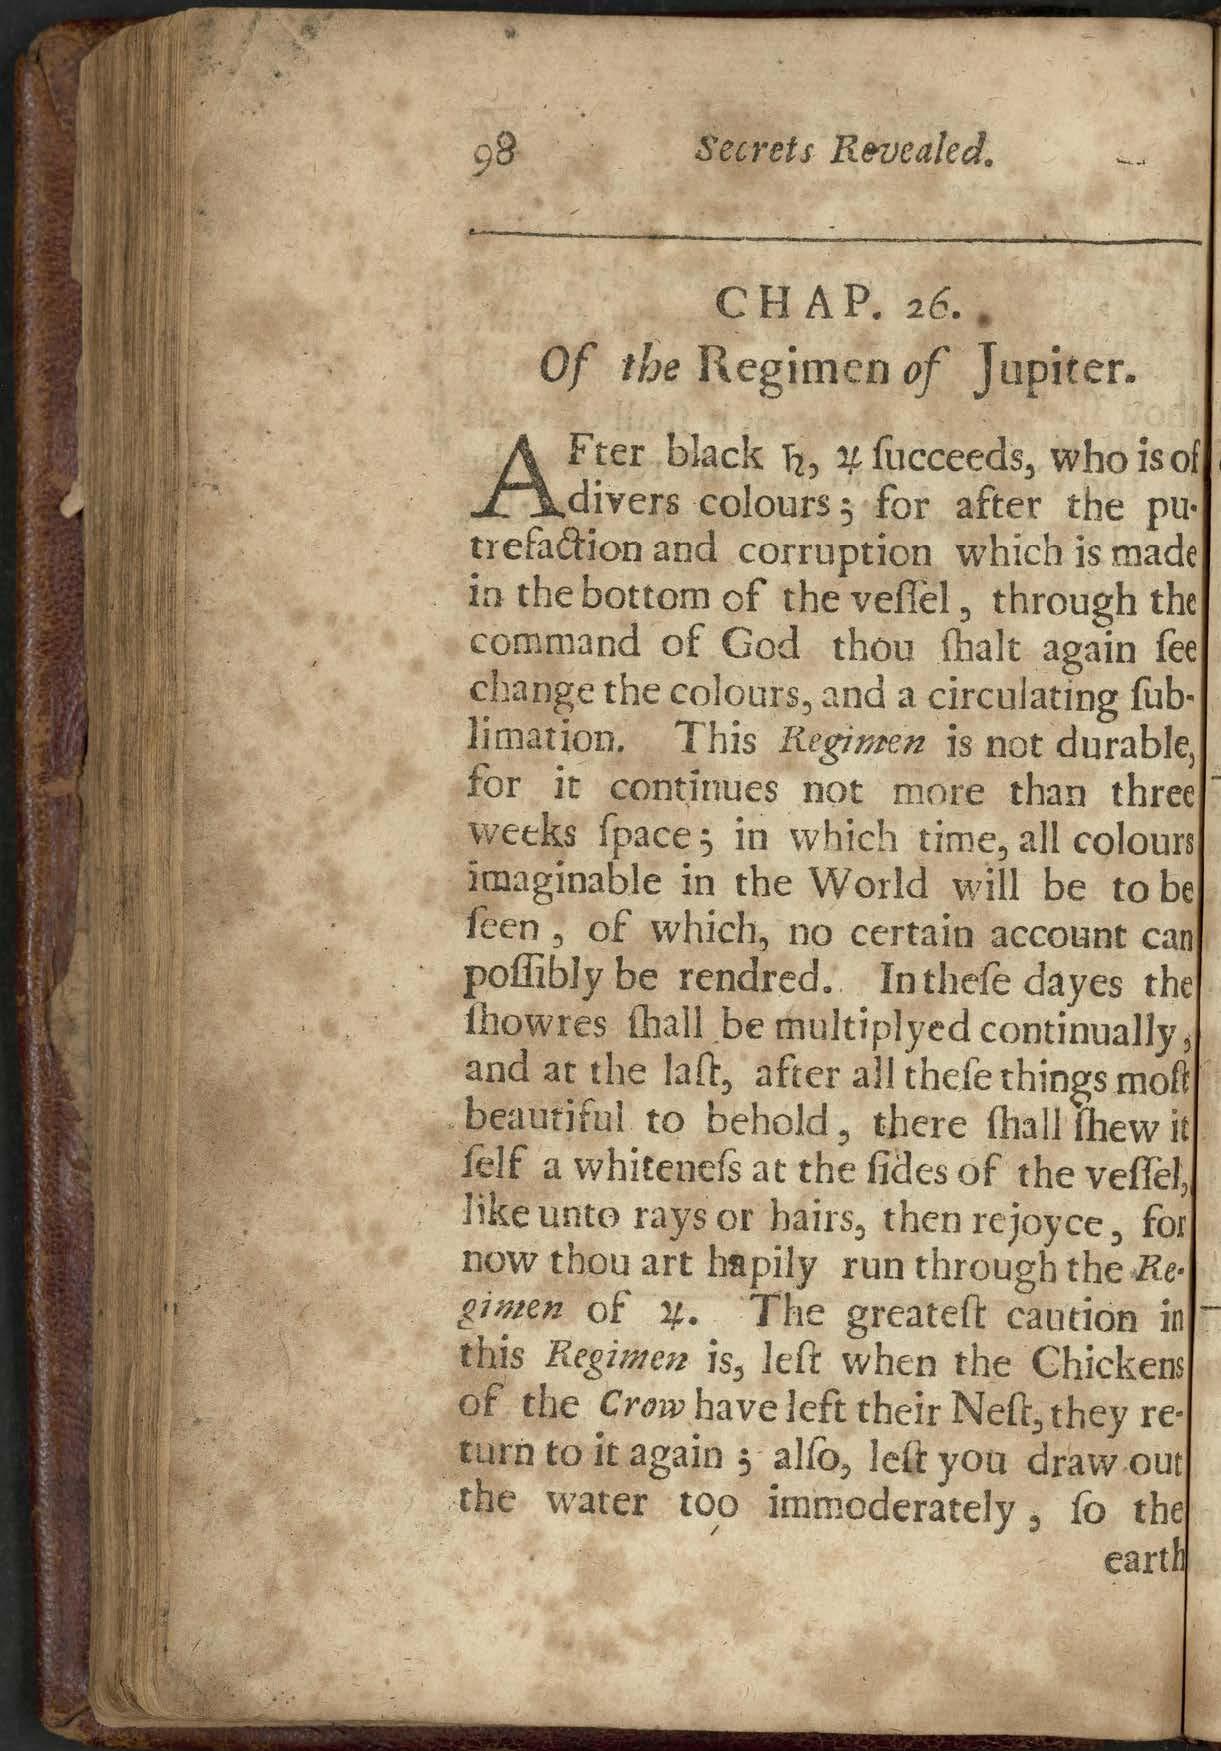 98 Secrets Revealed.
CHAP. 26.
Of the Regimen of Jupiter.
AFter black ♄, ♃ ſucceeds, who is of
divers colours; for after the pu-
trefaction and corruption which is made
in the bottom of the veſſel, through the
command of God thou ſhalt again ſee
change the colours, and a circulating ſub-
limation. This Regimen is not durable,
for it continues not more than three
weeks ſpace; in which time, all colours
imaginable in the World will be to be
ſeen, of which, no certain account can
poſſibly be rendred. In theſe dayes the
ſhowres ſhall be multiplyed continually,
and at the laſt, after all theſe things moſt
beautiful to behold, there ſhall ſhew it
ſelf a whiteneſs at the ſides of the veſſel,
like unto rays or hairs, then rejoyce, for
now thou art hapily run through the Re-
gimen of ♃. The greateſt caution in
this Regimen is, leſt when the Chickens
of the Crow have left their Neſt, they re-
turn to it again; alſo, leſt you draw out
the water too immoderately, ſo the
earth